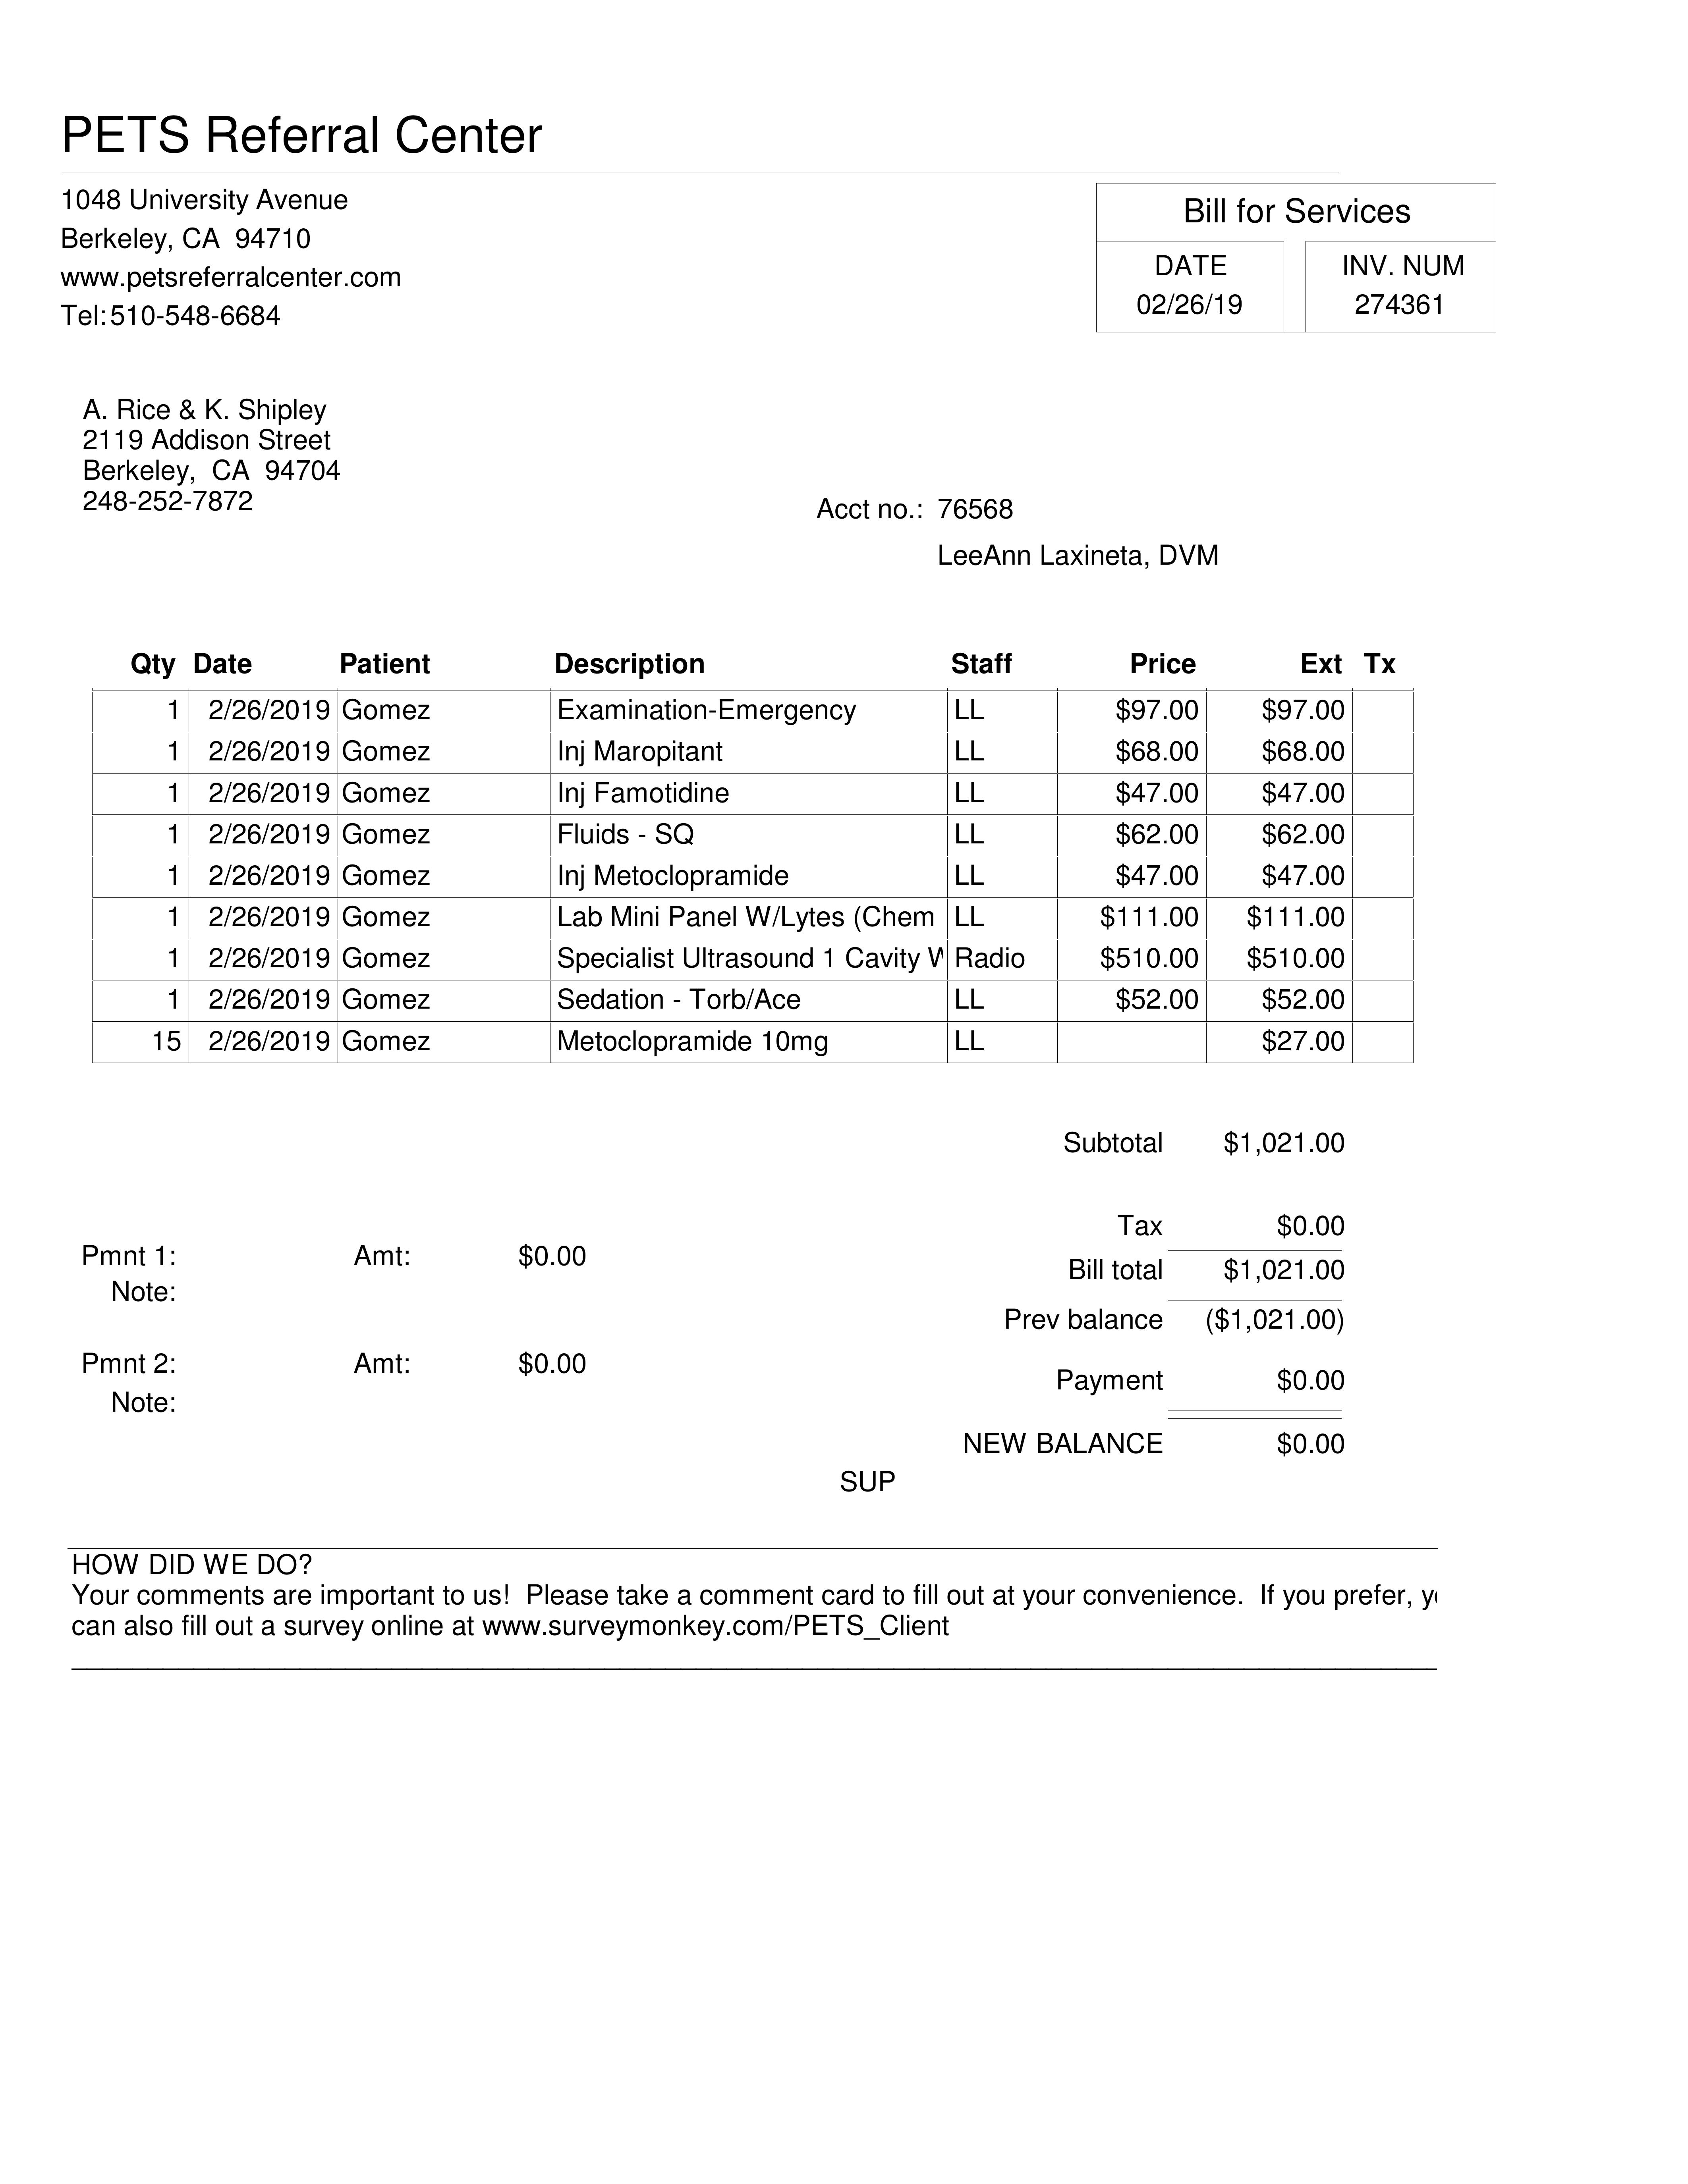 PETS Referral Center
1048 University Avenue
Berkeley, CA 94710
www.petsreferralcenter.com
Tel: 510-548-6684
Bill for Services
DATE INV. NUM
02/26/19 274361
A. Rice & K. Shipley
2119 Addison Street
Berkeley, CA 94704
248-252-7872
Acct no.: 76568
LeeAnn Laxineta, DVM
Qty Date Patient Description Staff Price Ext Tx
1 2/26/2019 Gomez Examination-Emergency LL $97.00 $97.00
1 2/26/2019 Gomez Inj Maropitant LL $68.00 $68.00
1 2/26/2019 Gomez Inj Famotidine LL $47.00 $47.00
1 2/26/2019 Gomez Fluids - SQ LL $62.00 $62.00
1 2/26/2019 Gomez Inj Metoclopramide LL $47.00 $47.00
1 2/26/2019 Gomez Lab Mini Panel W/Lytes (Chem LL $111.00 $111.00
1 2/26/2019 Gomez Specialist Ultrasound 1 Cavity W Radio $510.00 $510.00
1 2/26/2019 Gomez Sedation - Torb/Ace LL $52.00 $52.00
15 2/26/2019 Gomez Metoclopramide 10mg LL $27.00
Subtotal $1,021.00
Tax $0.00
Pmnt 1: Amt: $0.00
Bill total $1,021.00
Note:
Prev balance ($1,021.00)
Pmnt 2: Amt: $0.00
Payment $0.00
Note:
NEW BALANCE $0.00
SUP
HOW DID WE DO?
Your comments are important to us! Please take a comment card to fill out at your convenience. If you prefer, yo
can also fill out a survey online at www.surveymonkey.com/PETS_Client